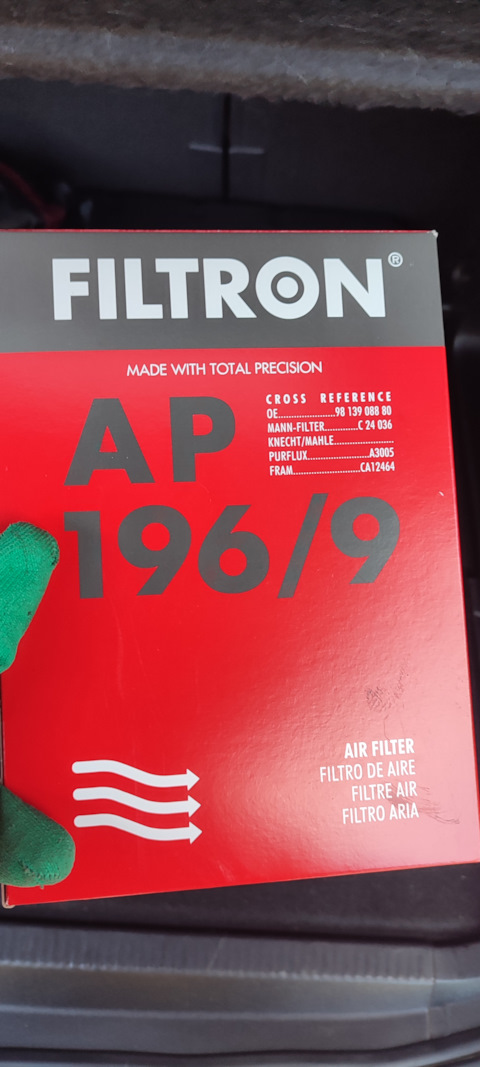 FILTRON®
MADE WITH TOTAL PRECISION
AP
196/9
CROSS REFERENCE
OE....................98 139 088 80
MANN-FILTER............C 24 036
KNECHT/MAHLE.....................
PURFLUX......................A3005
FRAM................................CA12464
AIR FILTER
FILTRO DE AIRE
FILTRE AIR
FILTRO ARIA